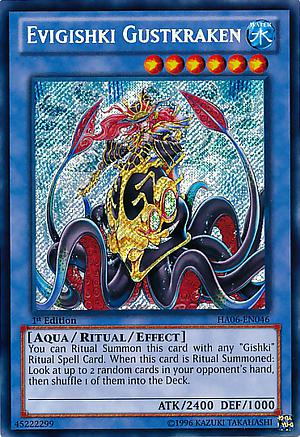 EVIGISHKI GUSTKRAKEN
WATER
水
1st Edition
HA06-EN046
[AQUA / RITUAL / EFFECT]
You can Ritual Summon this card with any "Gishki"
Ritual Spell Card. When this card is Ritual Summoned:
Look at up to 2 random cards in your opponent's hand,
then shuffle 1 of them into the Deck.
ATK/2400 DEF/1000
45222299
©1996 KAZUKI TAKAHASHI